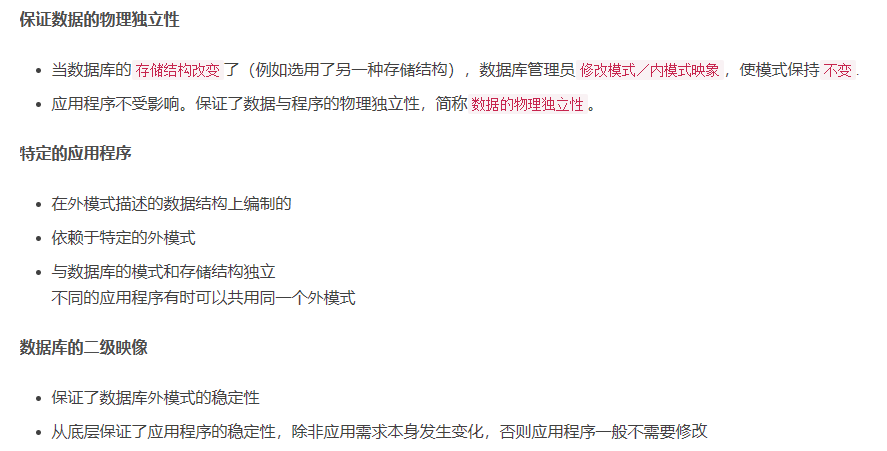 保证数据的物理独立性
当数据库的存储结构改变了（例如选用了另一种存储结构），数据库管理员修改模式／内模式映象，使模式保持不变.
应用程序不受影响。保证了数据与程序的物理独立性，简称数据的物理独立性。
特定的应用程序
在外模式描述的数据结构上编制的
依赖于特定的外模式
与数据库的模式和存储结构独立
不同的应用程序有时可以共用同一个外模式
数据库的二级映像
保证了数据库外模式的稳定性
从底层保证了应用程序的稳定性，除非应用需求本身发生变化，否则应用程序一般不需要修改